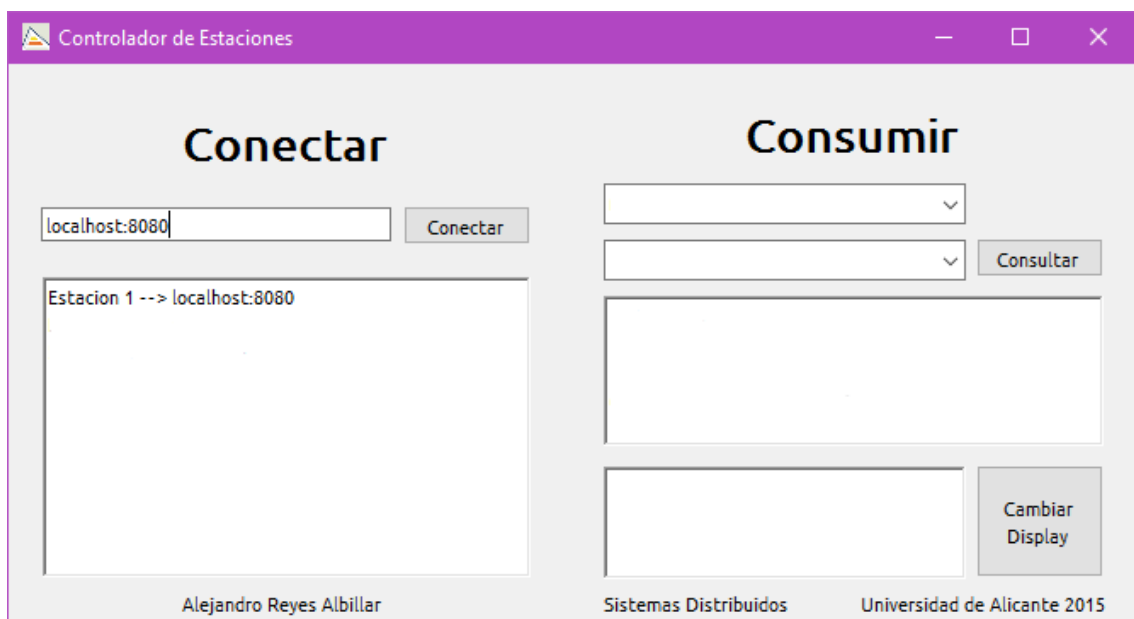 Controlador de Estaciones
Conectar
localhost:8080
Conectar
Estacion 1 --> localhost:8080
Consumir
Consultar
Cambiar
Display
Alejandro Reyes Albillar
Sistemas Distribuidos
Universidad de Alicante 2015